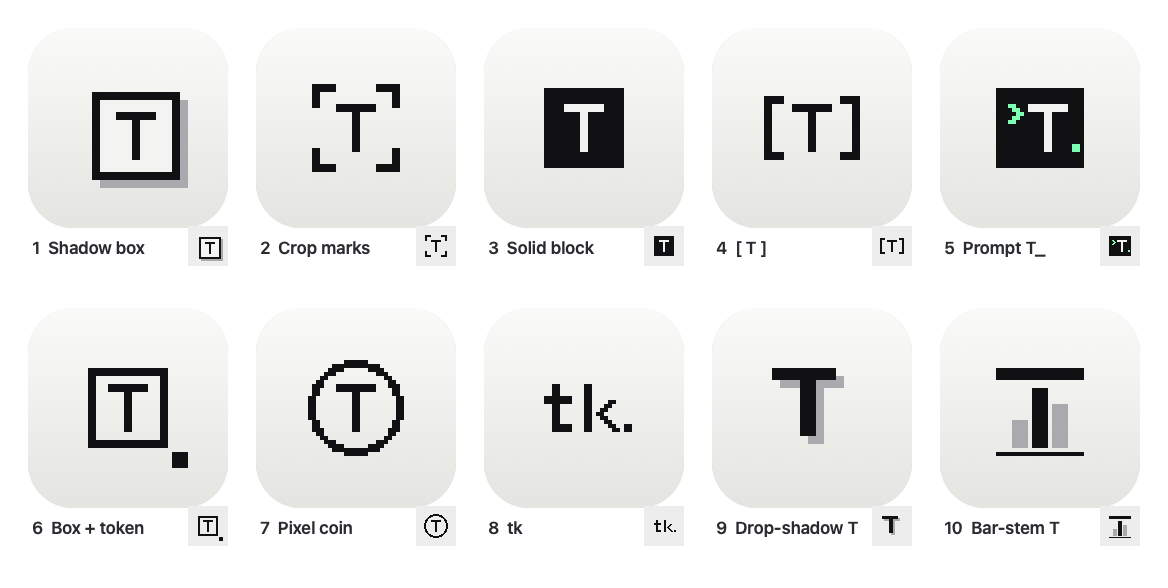 T
T
T
[T]
>T.
1 Shadow box
T
2 Crop marks
T
3 Solid block
T
4 [ T ]
[T]
5 Prompt T_
>T.
T
T
tk.
T
T
6 Box + token
T
7 Pixel coin
T
8 tk
tk.
9 Drop-shadow T
T
10 Bar-stem T
T